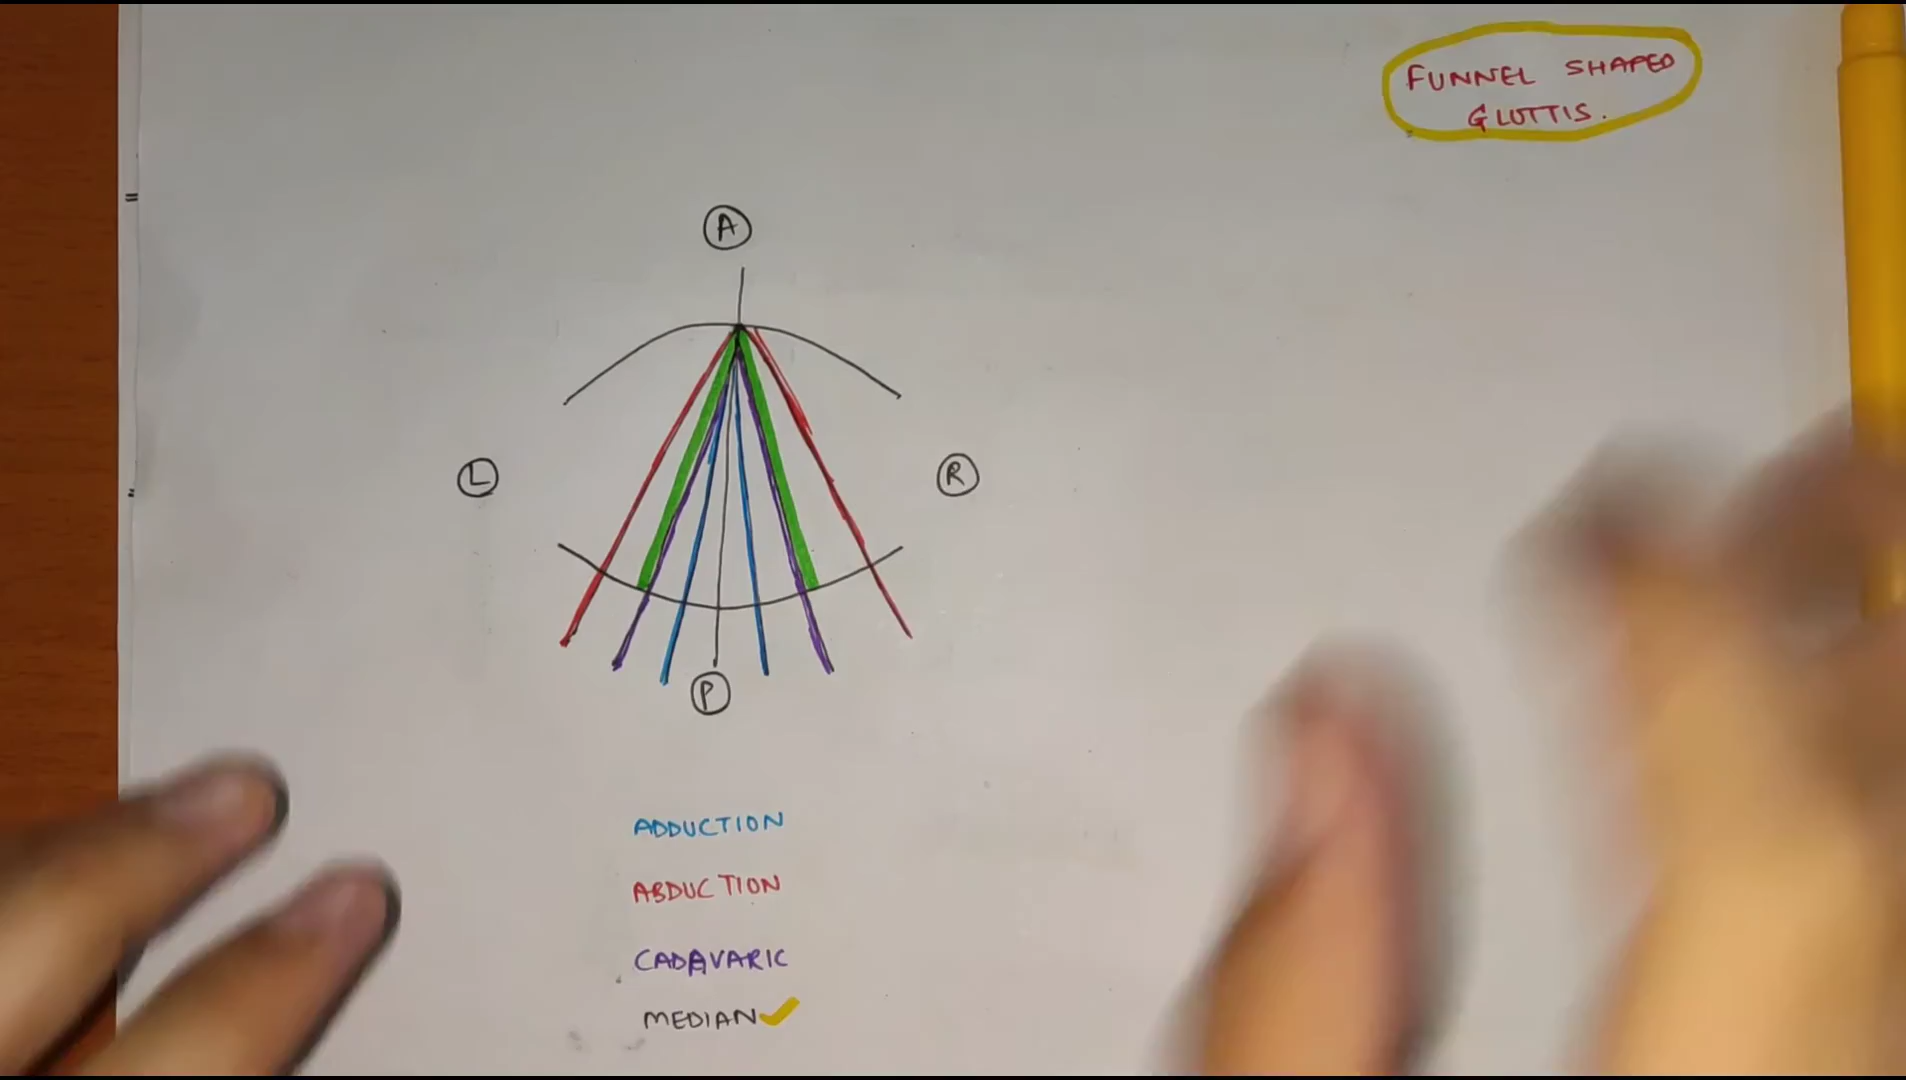 FUNNEL SHAPED
GLOTTIS.
A
L
R
P
ADDUCTION
ABDUCTION
CADAVARIC
MEDIAN